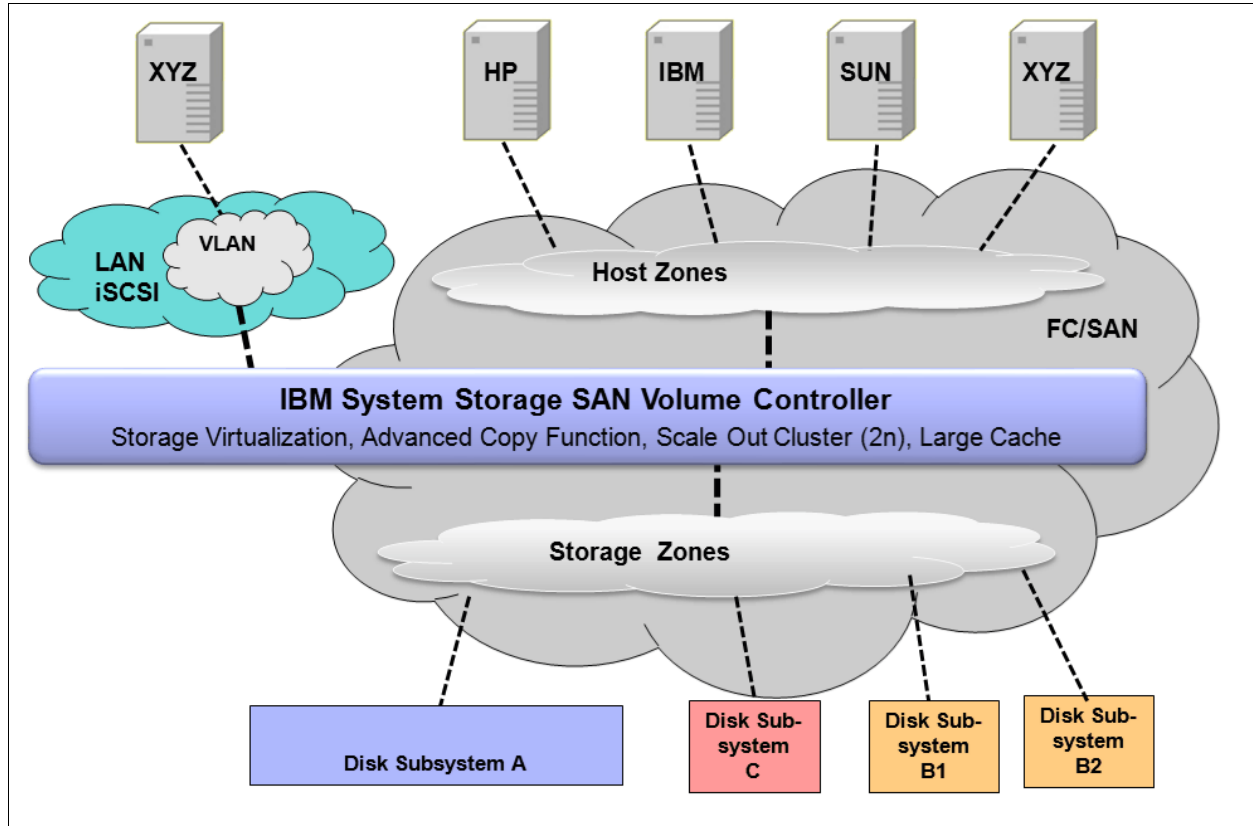 XYZ
HP
IBM
SUN
XYZ
VLAN
LAN
iSCSI
Host Zones
FC/SAN
IBM System Storage SAN Volume Controller
Storage Virtualization, Advanced Copy Function, Scale Out Cluster (2n), Large Cache
Storage Zones
Disk Subsystem A
Disk Sub-
system
C
Disk Sub-
system
B1
Disk Sub-
system
B2